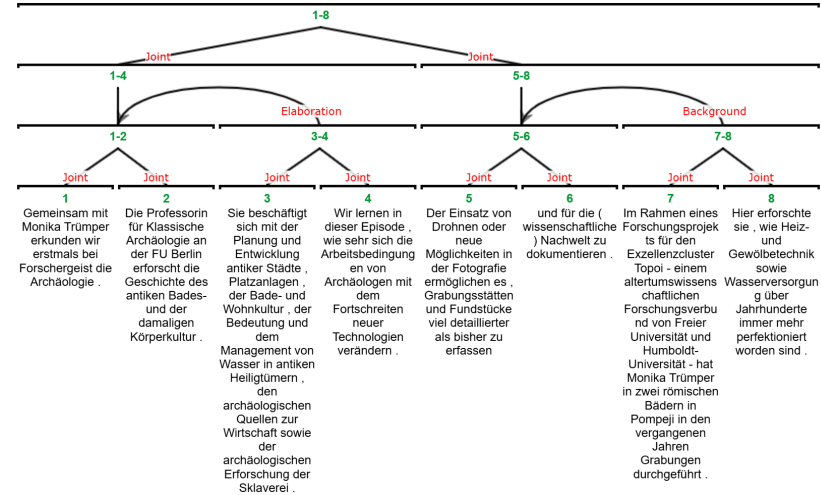 1-8
Joint
Joint
1-4
5-8
Elaboration
Background
1-2
3-4
5-6
7-8
Joint
Joint
Joint
Joint
Joint
Joint
Joint
Joint
1
Gemeinsam mit
Monika Trümper
erkunden wir
erstmals bei
Forschergeist die
Archäologie .
2
Die Professorin
für Klassische
Archäologie an
der FU Berlin
erforscht die
Geschichte des
antiken Bades-
und der
damaligen
Körperkultur .
3
Sie beschäftigt
sich mit der
Planung und
Entwicklung
antiker Städte ,
Platzanlagen ,
der Bade- und
Wohnkultur , der
Bedeutung und
dem
Management von
Wasser in antiken
Heiligtümern ,
den
archäologischen
Quellen zur
Wirtschaft sowie
der
archäologischen
Erforschung der
Sklaverei .
4
Wir lernen in
dieser Episode ,
wie sehr sich die
Arbeitsbedingung
en von
Archäologen mit
dem
Fortschreiten
neuer
Technologien
verändern .
5
Der Einsatz von
Drohnen oder
neue
Möglichkeiten in
der Fotografie
ermöglichen es ,
Grabungsstätten
und Fundstücke
viel detaillierter
als bisher zu
erfassen
6
und für die (
wissenschaftliche
) Nachwelt zu
dokumentieren .
7
Im Rahmen eines
Forschungsprojek
ts für den
Exzellenzcluster
Topoi - einem
altertumswissens
chaftlichen
Forschungsverbu
nd von Freier
Universität und
Humboldt-
Universität - hat
Monika Trümper
in zwei römischen
Bädern in
Pompeji in den
vergangenen
Jahren
Grabungen
durchgeführt .
8
Hier erforschte
sie , wie Heiz-
und
Gewölbetechnik
sowie
Wasserversorgun
g über
Jahrhunderte
immer mehr
perfektioniert
worden sind .